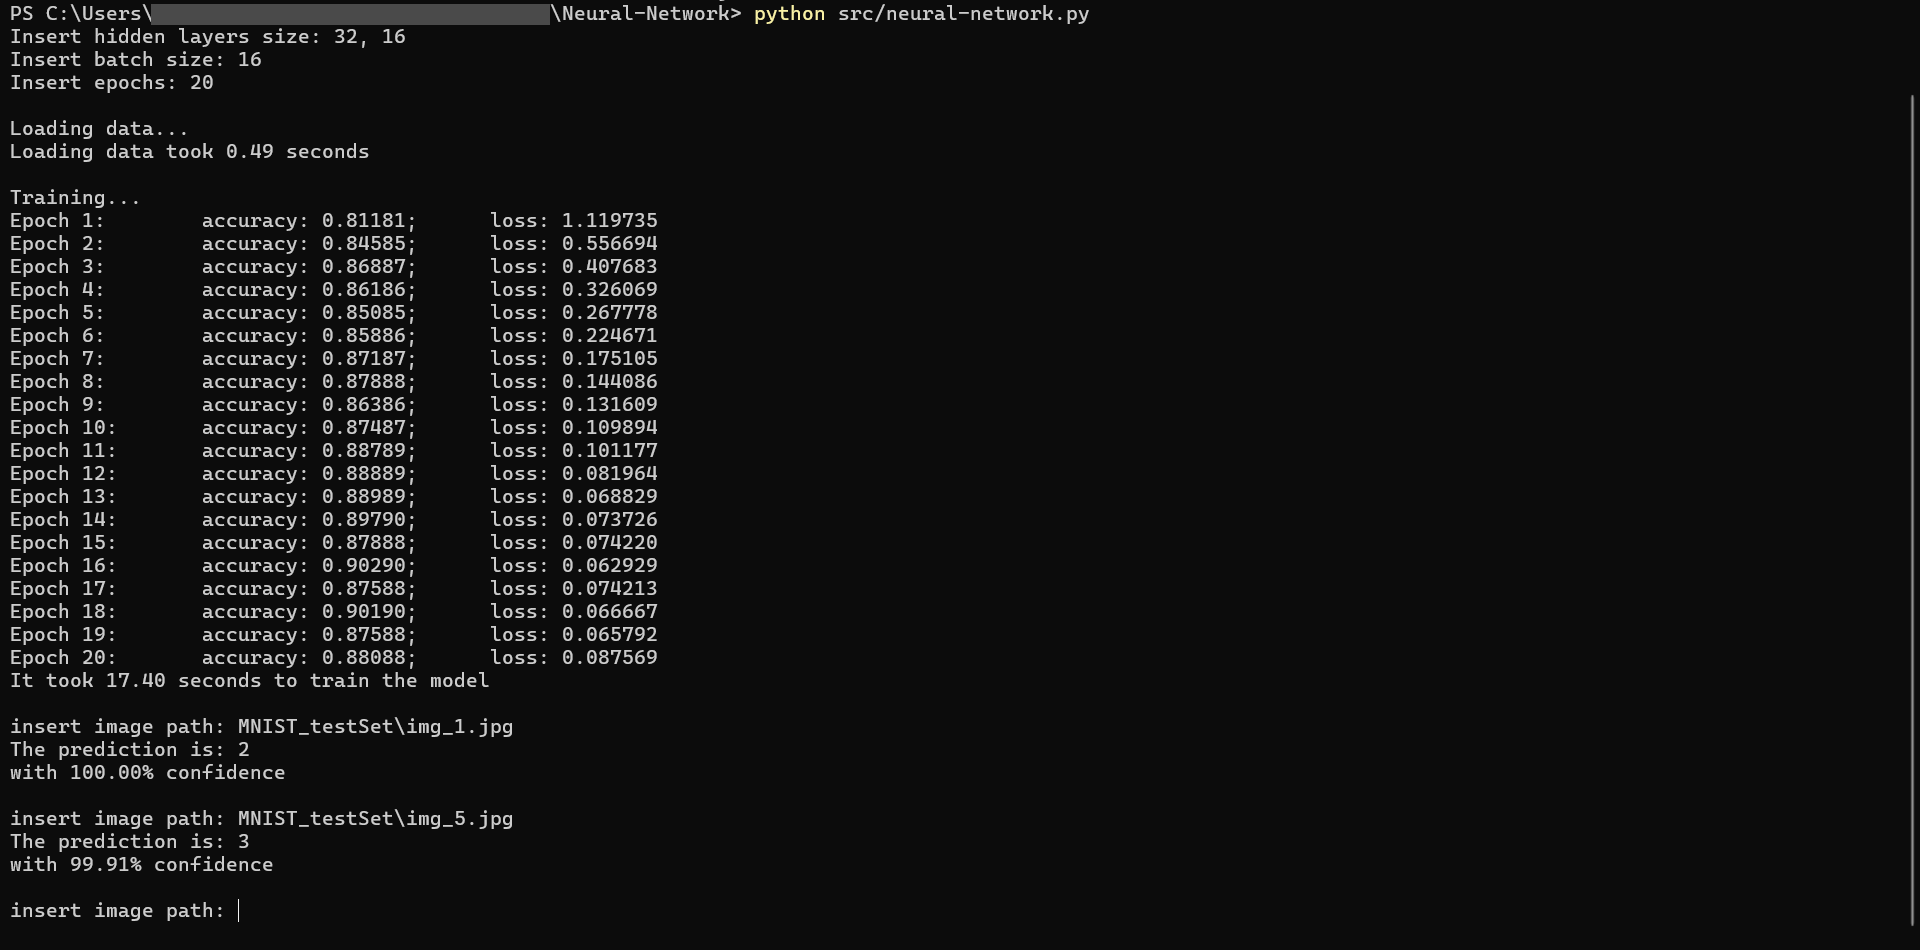 PS C:\Users\ \Neural-Network> python src/neural-network.py
Insert hidden layers size: 32, 16
Insert batch size: 16
Insert epochs: 20
Loading data...
Loading data took 0.49 seconds
Training...
Epoch 1: accuracy: 0.81181; loss: 1.119735
Epoch 2: accuracy: 0.84585; loss: 0.556694
Epoch 3: accuracy: 0.86887; loss: 0.407683
Epoch 4: accuracy: 0.86186; loss: 0.326069
Epoch 5: accuracy: 0.85085; loss: 0.267778
Epoch 6: accuracy: 0.85886; loss: 0.224671
Epoch 7: accuracy: 0.87187; loss: 0.175105
Epoch 8: accuracy: 0.87888; loss: 0.144086
Epoch 9: accuracy: 0.86386; loss: 0.131609
Epoch 10: accuracy: 0.87487; loss: 0.109894
Epoch 11: accuracy: 0.88789; loss: 0.101177
Epoch 12: accuracy: 0.88889; loss: 0.081964
Epoch 13: accuracy: 0.88989; loss: 0.068829
Epoch 14: accuracy: 0.89790; loss: 0.073726
Epoch 15: accuracy: 0.87888; loss: 0.074220
Epoch 16: accuracy: 0.90290; loss: 0.062929
Epoch 17: accuracy: 0.87588; loss: 0.074213
Epoch 18: accuracy: 0.90190; loss: 0.066667
Epoch 19: accuracy: 0.87588; loss: 0.065792
Epoch 20: accuracy: 0.88088; loss: 0.087569
It took 17.40 seconds to train the model
insert image path: MNIST_testSet\img_1.jpg
The prediction is: 2
with 100.00% confidence
insert image path: MNIST_testSet\img_5.jpg
The prediction is: 3
with 99.91% confidence
insert image path: